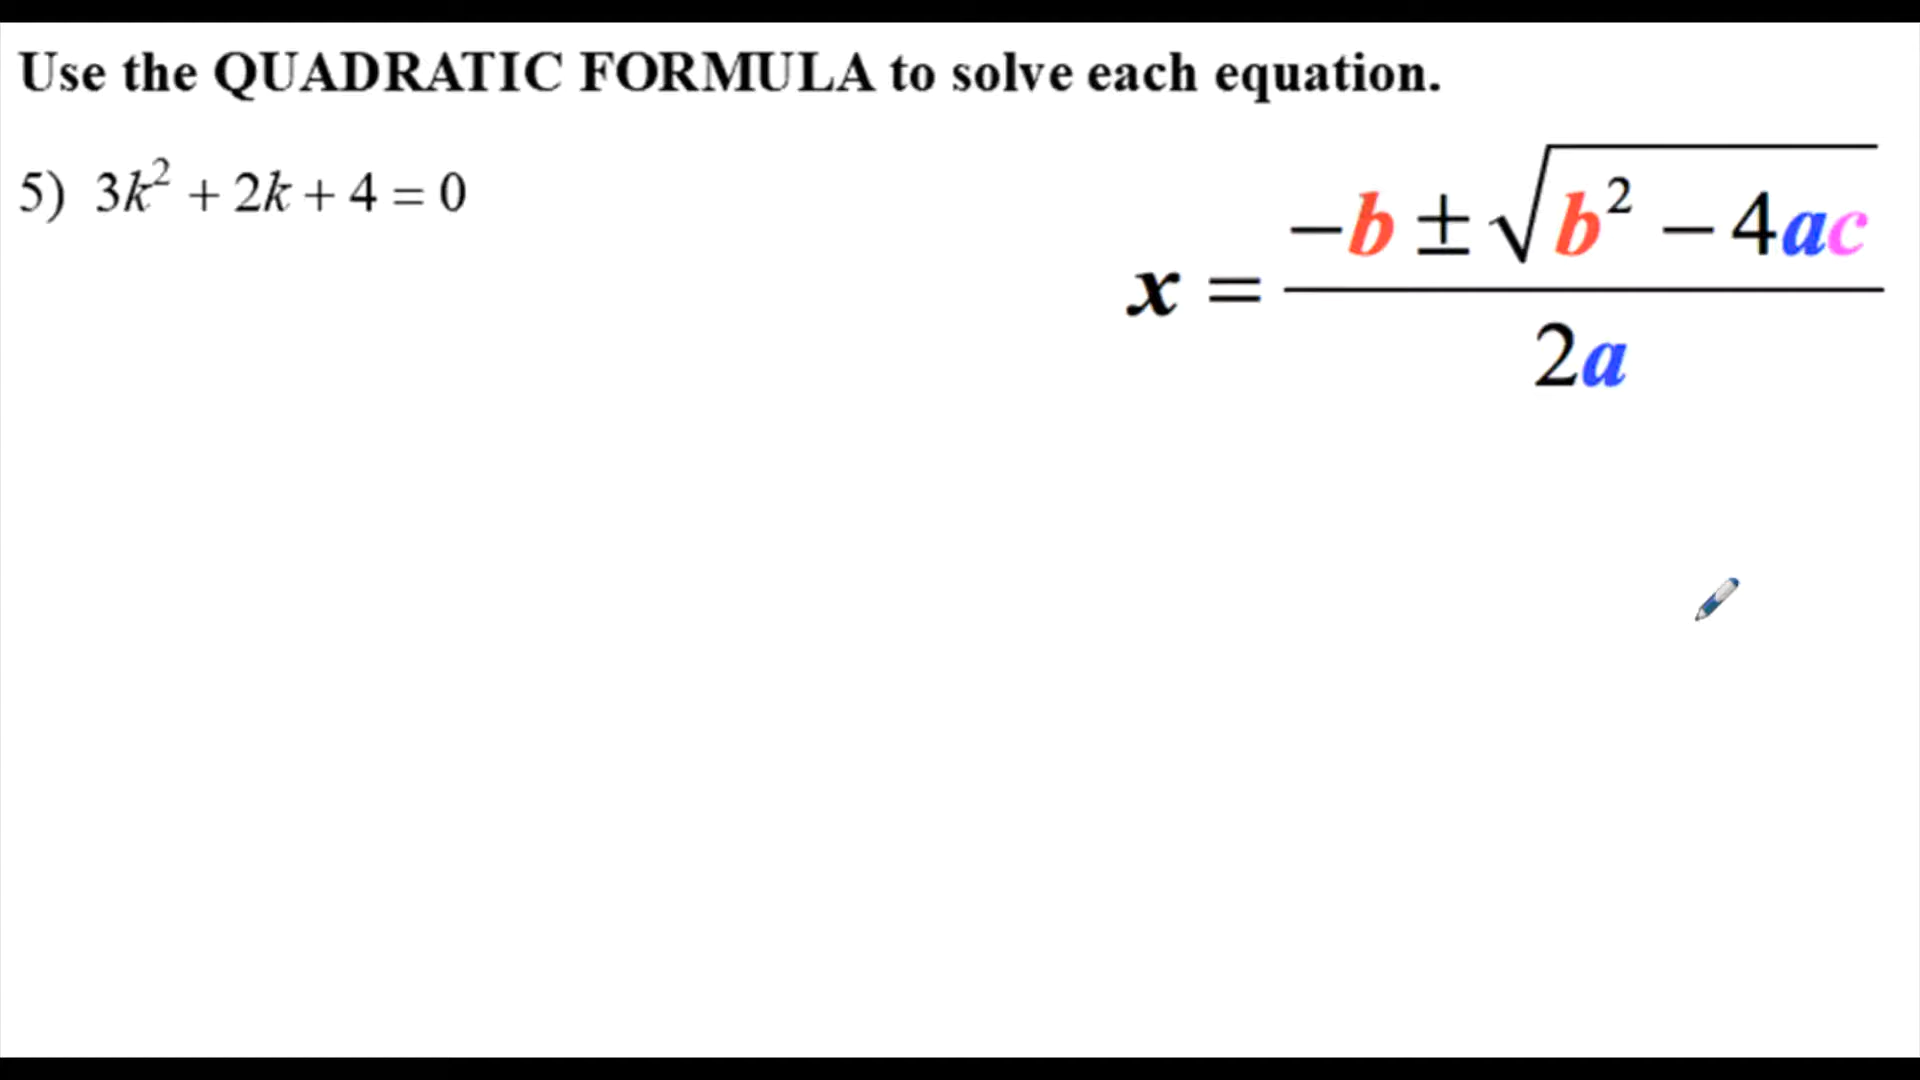 Use the QUADRATIC FORMULA to solve each equation.
5) 3k² + 2k + 4 = 0
x = (−b ± √(b² − 4ac)) / 2a